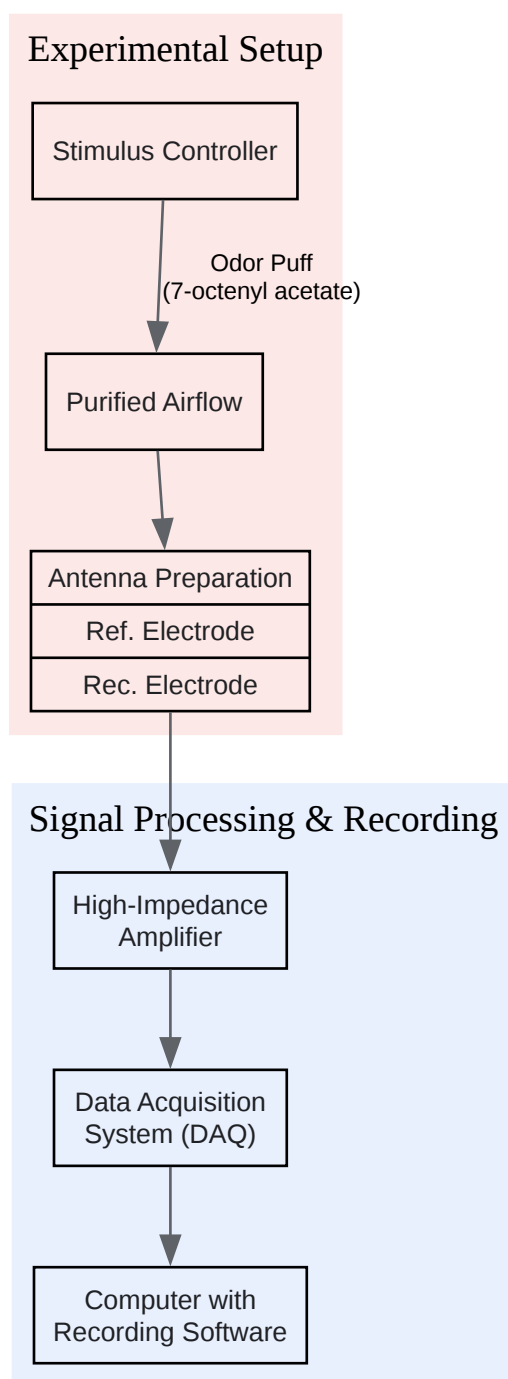 Experimental Setup
Stimulus Controller
Odor Puff
(7-octenyl acetate)
Purified Airflow
Antenna Preparation
Ref. Electrode
Rec. Electrode
Signal Processing & Recording
High-Impedance
Amplifier
Data Acquisition
System (DAQ)
Computer with
Recording Software